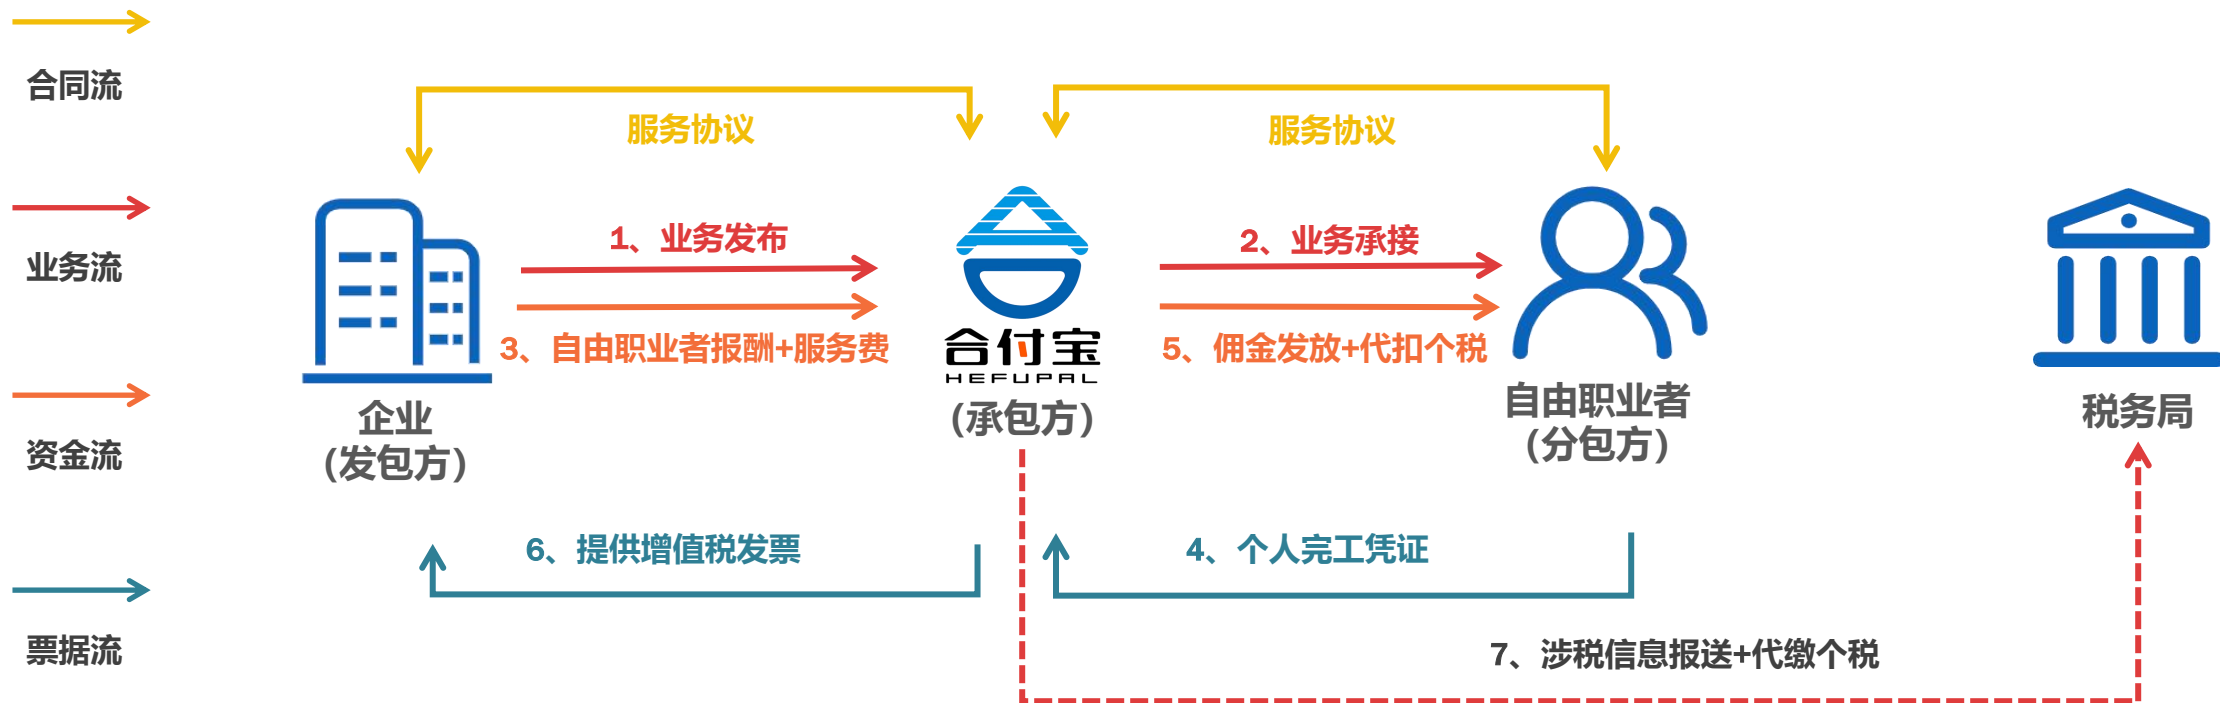 合同流
服务协议
服务协议
业务流
1、业务发布
2、业务承接
3、自由职业者报酬+服务费
5、佣金发放+代扣个税
合付宝
HEFUPAL
企业
(发包方)
(承包方)
自由职业者
(分包方)
税务局
资金流
6、提供增值税发票
4、个人完工凭证
票据流
7、涉税信息报送+代缴个税